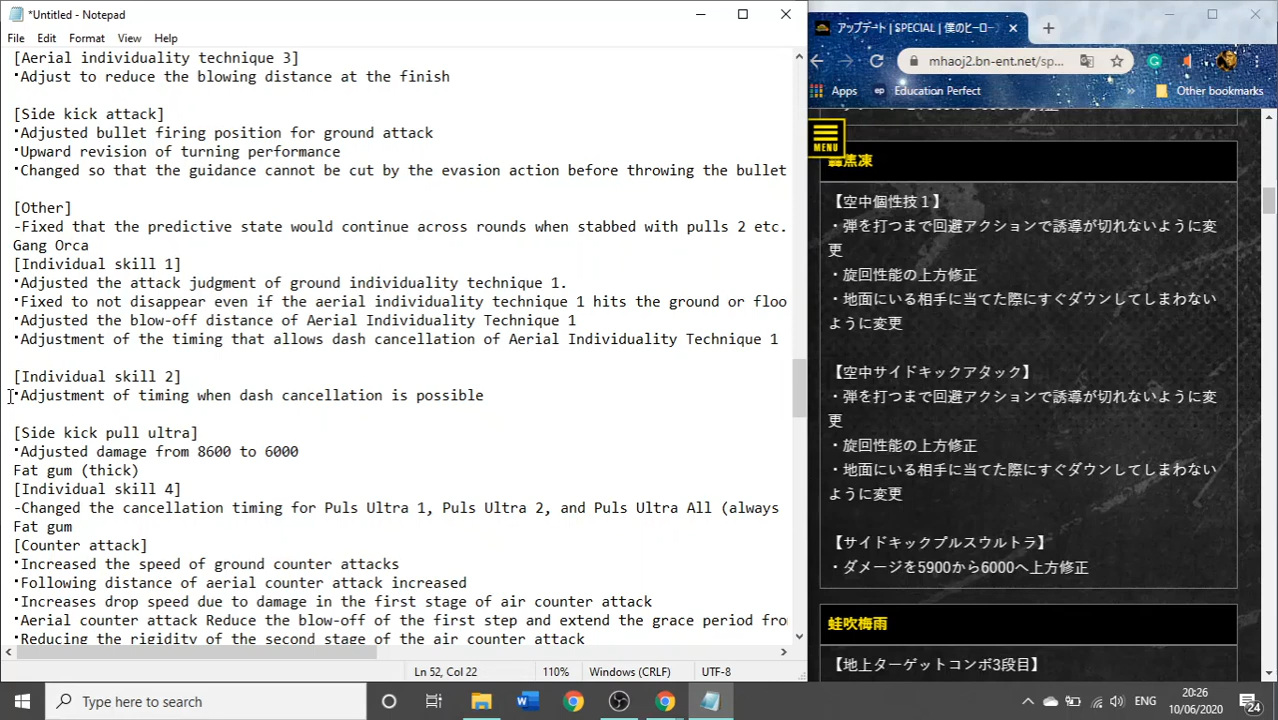 *Untitled - Notepad
File Edit Format View Help
[Aerial individuality technique 3]
･Adjust to reduce the blowing distance at the finish
[Side kick attack]
･Adjusted bullet firing position for ground attack
･Upward revision of turning performance
･Changed so that the guidance cannot be cut by the evasion action before throwing the bullet
[Other]
-Fixed that the predictive state would continue across rounds when stabbed with pulls 2 etc.
Gang Orca
[Individual skill 1]
･Adjusted the attack judgment of ground individuality technique 1.
･Fixed to not disappear even if the aerial individuality technique 1 hits the ground or floo
･Adjusted the blow-off distance of Aerial Individuality Technique 1
･Adjustment of the timing that allows dash cancellation of Aerial Individuality Technique 1
[Individual skill 2]
･Adjustment of timing when dash cancellation is possible
[Side kick pull ultra]
･Adjusted damage from 8600 to 6000
Fat gum (thick)
[Individual skill 4]
-Changed the cancellation timing for Puls Ultra 1, Puls Ultra 2, and Puls Ultra All (always
Fat gum
[Counter attack]
･Increased the speed of ground counter attacks
･Following distance of aerial counter attack increased
･Increases drop speed due to damage in the first stage of air counter attack
･Aerial counter attack Reduce the blow-off of the first step and extend the grace period fro
･Reducing the rigidity of the second stage of the air counter attack
Ln 52, Col 22 110% Windows (CRLF) UTF-8
アップデート | SPECIAL | 僕のヒーロー
mhaoj2.bn-ent.net/sp...
Apps ep Education Perfect » Other bookmarks
MENU
轟焦凍
【空中個性技１】
・弾を打つまで回避アクションで誘導が切れないように変
更
・旋回性能の上方修正
・地面にいる相手に当てた際にすぐダウンしてしまわない
ように変更
【空中サイドキックアタック】
・弾を打つまで回避アクションで誘導が切れないように変
更
・旋回性能の上方修正
・地面にいる相手に当てた際にすぐダウンしてしまわない
ように変更
【サイドキックプルスウルトラ】
・ダメージを5900から6000へ上方修正
蛙吹梅雨
【地上ターゲットコンボ3段目】
Type here to search
ENG
20:26
10/06/2020
24